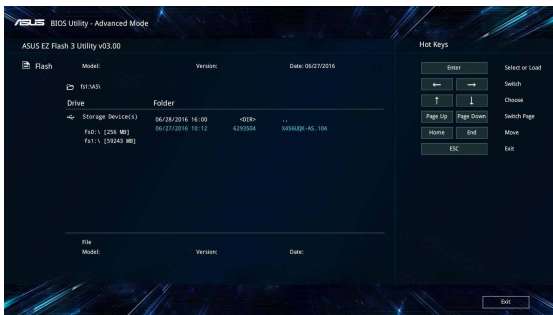 ASUS BIOS Utility - Advanced Mode
ASUS EZ Flash 3 Utility v03.00
Hot Keys
Flash
Model: Version: Date: 06/27/2016
fs1:\AS\
Drive Folder
Storage Device(s)
fs0:\ [256 MB]
fs1:\ [59243 MB]
06/28/2016 16:00 <DIR> ..
06/27/2016 10:12 6293504 X456UQK-AS.104
Enter Select or Load
← → Switch
↑ ↓ Choose
Page Up Page Down Switch Page
Home End Move
ESC Exit
File
Model: Version: Date:
Exit